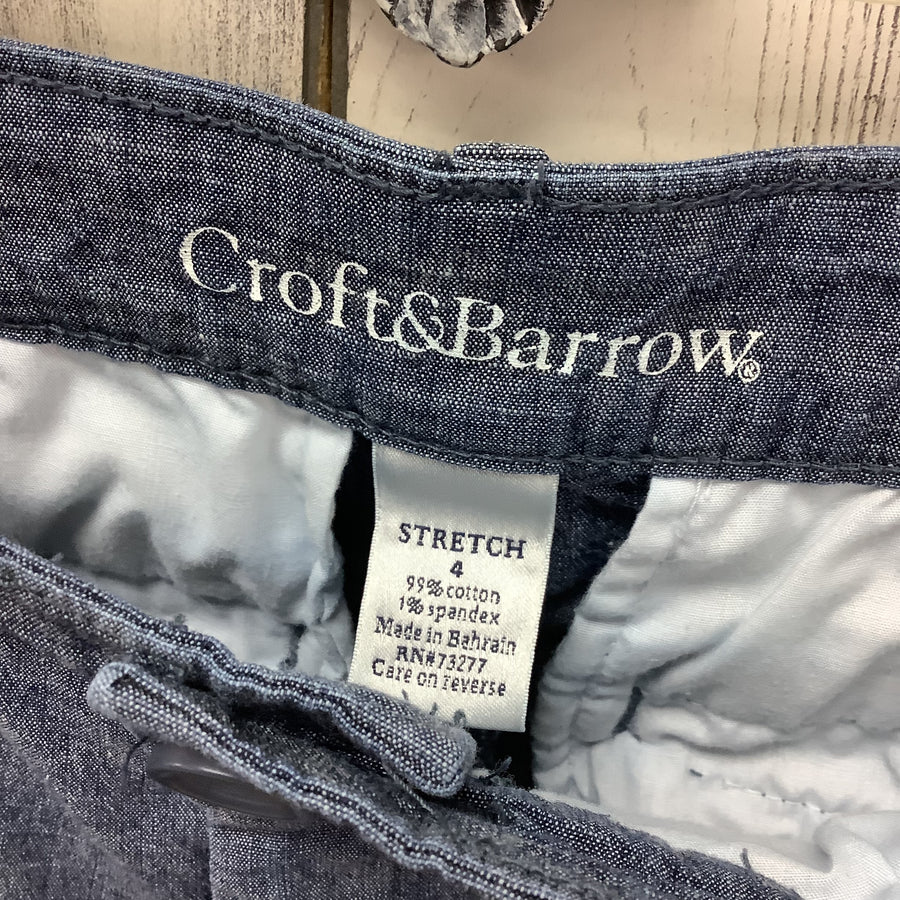 Croft&Barrow®
STRETCH
4
99% cotton
1% spandex
Made in Bahrain
RN#73277
Care on reverse